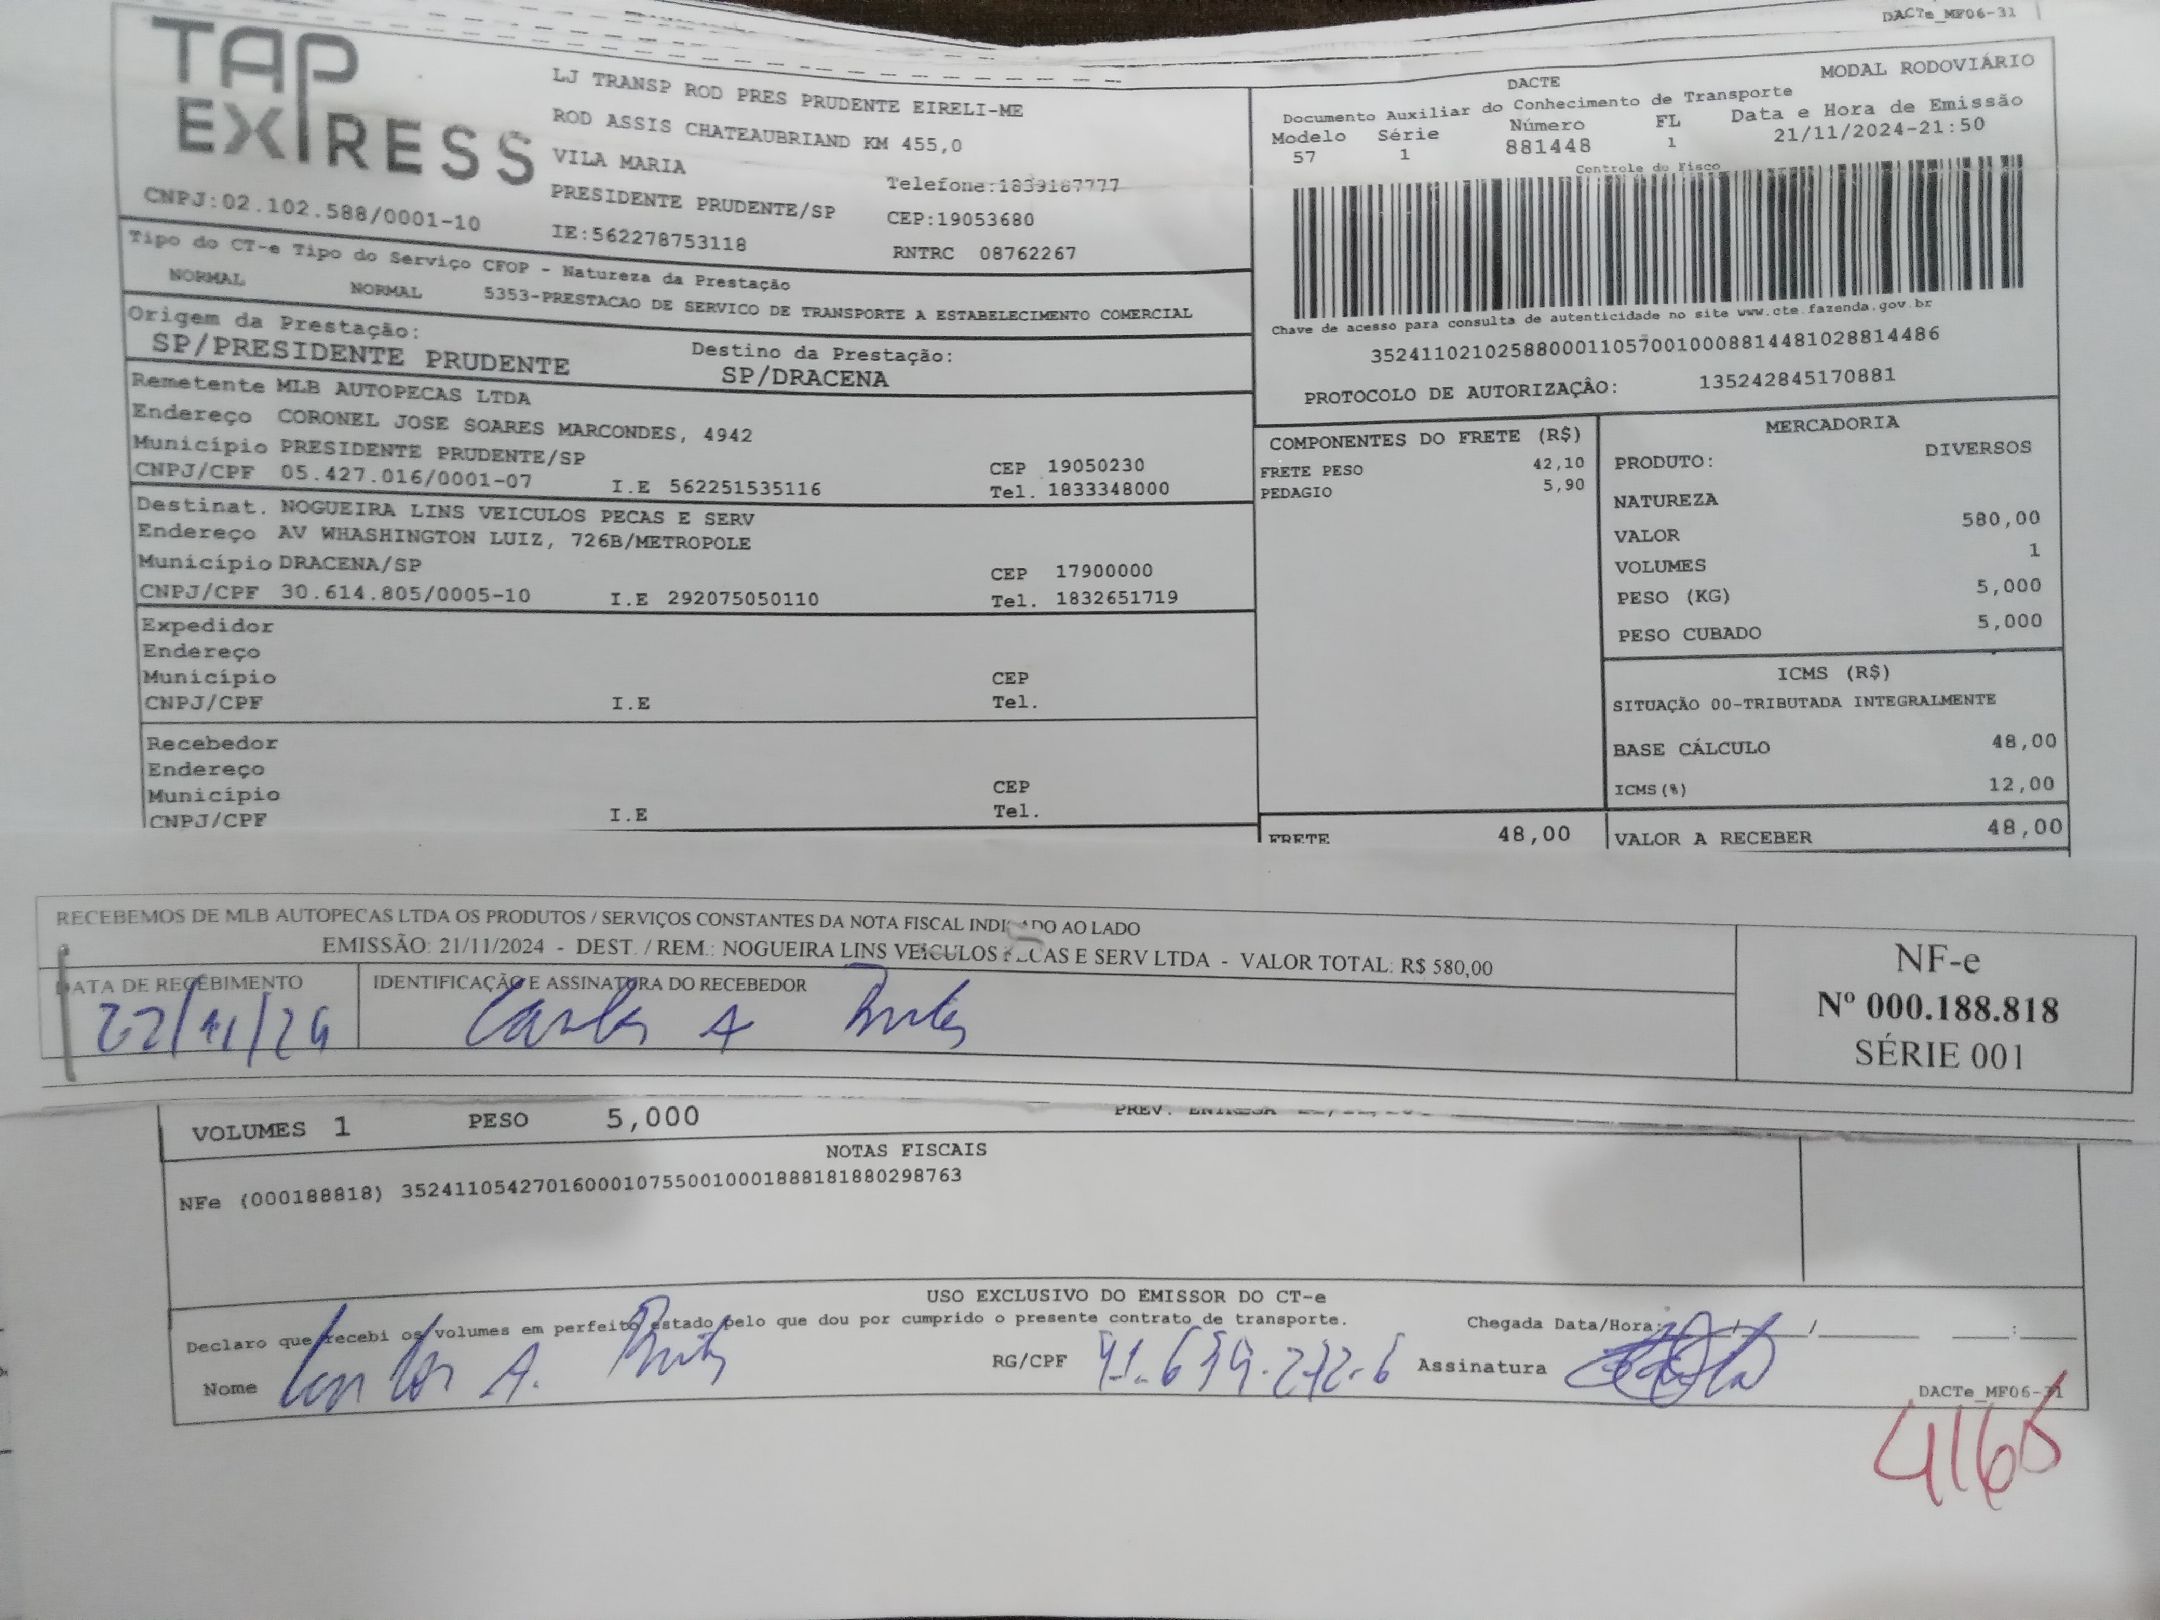 DACTe_MF06-31
TAP EXPRESS
CNPJ:02.102.588/0001-10
LJ TRANSP ROD PRES PRUDENTE EIRELI-ME
ROD ASSIS CHATEAUBRIAND KM 455,0
VILA MARIA
Telefone:1839187777
PRESIDENTE PRUDENTE/SP CEP:19053680
IE:562278753118 RNTRC 08762267
DACTE MODAL RODOVIÁRIO
Documento Auxiliar do Conhecimento de Transporte
Modelo Série Número FL Data e Hora de Emissão
57 1 881448 1 21/11/2024-21:50
Controle do Fisco
Chave de acesso para consulta de autenticidade no site www.cte.fazenda.gov.br
35241102102588000110570010008814481028814486
PROTOCOLO DE AUTORIZAÇÃO: 135242845170881
Tipo do CT-e Tipo do Serviço CFOP - Natureza da Prestação
NORMAL NORMAL 5353-PRESTACAO DE SERVICO DE TRANSPORTE A ESTABELECIMENTO COMERCIAL
Origem da Prestação: Destino da Prestação:
SP/PRESIDENTE PRUDENTE SP/DRACENA
Remetente MLB AUTOPECAS LTDA
Endereço CORONEL JOSE SOARES MARCONDES, 4942
Município PRESIDENTE PRUDENTE/SP CEP 19050230
CNPJ/CPF 05.427.016/0001-07 I.E 562251535116 Tel. 1833348000
Destinat. NOGUEIRA LINS VEICULOS PECAS E SERV
Endereço AV WHASHINGTON LUIZ, 726B/METROPOLE
Município DRACENA/SP CEP 17900000
CNPJ/CPF 30.614.805/0005-10 I.E 292075050110 Tel. 1832651719
Expedidor
Endereço
Município CEP
CNPJ/CPF I.E Tel.
Recebedor
Endereço
Município CEP
CNPJ/CPF I.E Tel.
COMPONENTES DO FRETE (R$)
FRETE PESO 42,10
PEDAGIO 5,90
FRETE 48,00
MERCADORIA
PRODUTO: DIVERSOS
NATUREZA
VALOR 580,00
VOLUMES 1
PESO (KG) 5,000
PESO CUBADO 5,000
ICMS (R$)
SITUAÇÃO 00-TRIBUTADA INTEGRALMENTE
BASE CÁLCULO 48,00
ICMS(%) 12,00
VALOR A RECEBER 48,00
RECEBEMOS DE MLB AUTOPECAS LTDA OS PRODUTOS / SERVIÇOS CONSTANTES DA NOTA FISCAL INDICADO AO LADO
EMISSÃO: 21/11/2024 - DEST. / REM.: NOGUEIRA LINS VEICULOS PECAS E SERV LTDA - VALOR TOTAL: R$ 580,00
DATA DE RECEBIMENTO IDENTIFICAÇÃO E ASSINATURA DO RECEBEDOR
22/11/24 Carlos A
NF-e
Nº 000.188.818
SÉRIE 001
VOLUMES 1 PESO 5,000 PREV. ENTREGA
NOTAS FISCAIS
NFe (000188818) 35241105427016000107550010001888181880298763
USO EXCLUSIVO DO EMISSOR DO CT-e
Declaro que recebi os volumes em perfeito estado pelo que dou por cumprido o presente contrato de transporte. Chegada Data/Hora:
Nome Carlos A. RG/CPF Assinatura
DACTe_MF06-31